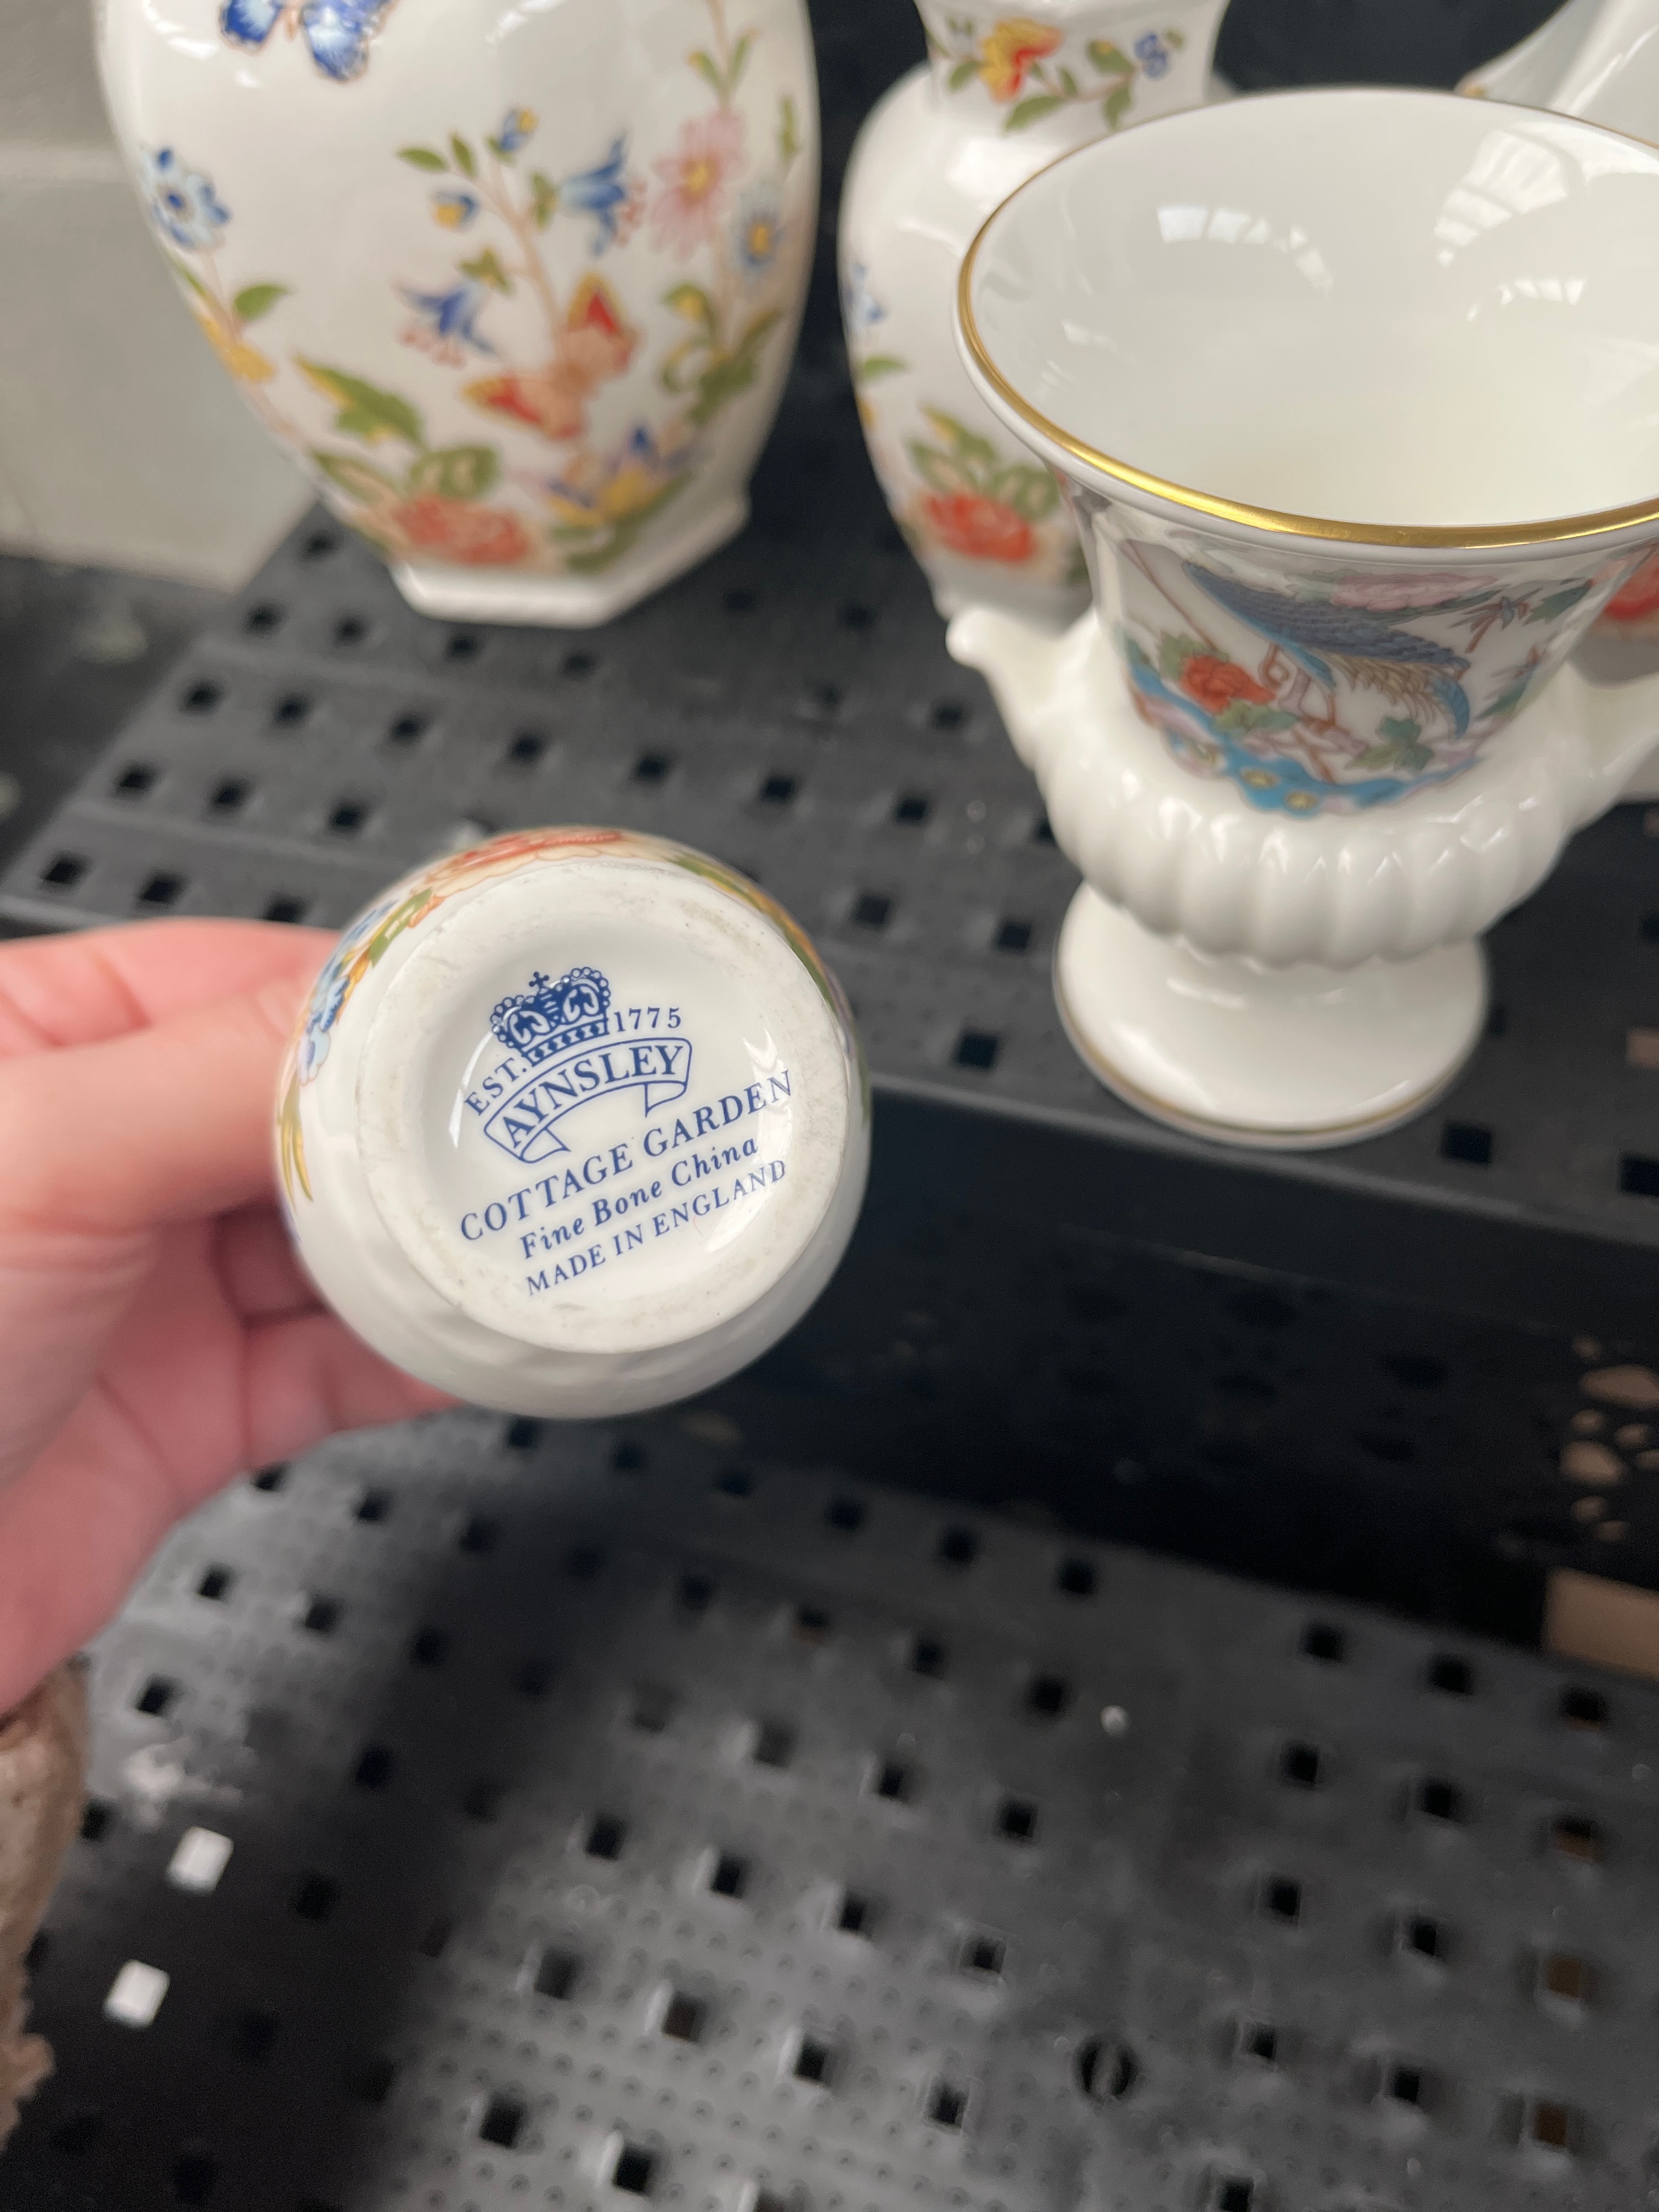 EST. 1775
AYNSLEY
COTTAGE GARDEN
Fine Bone China
MADE IN ENGLAND